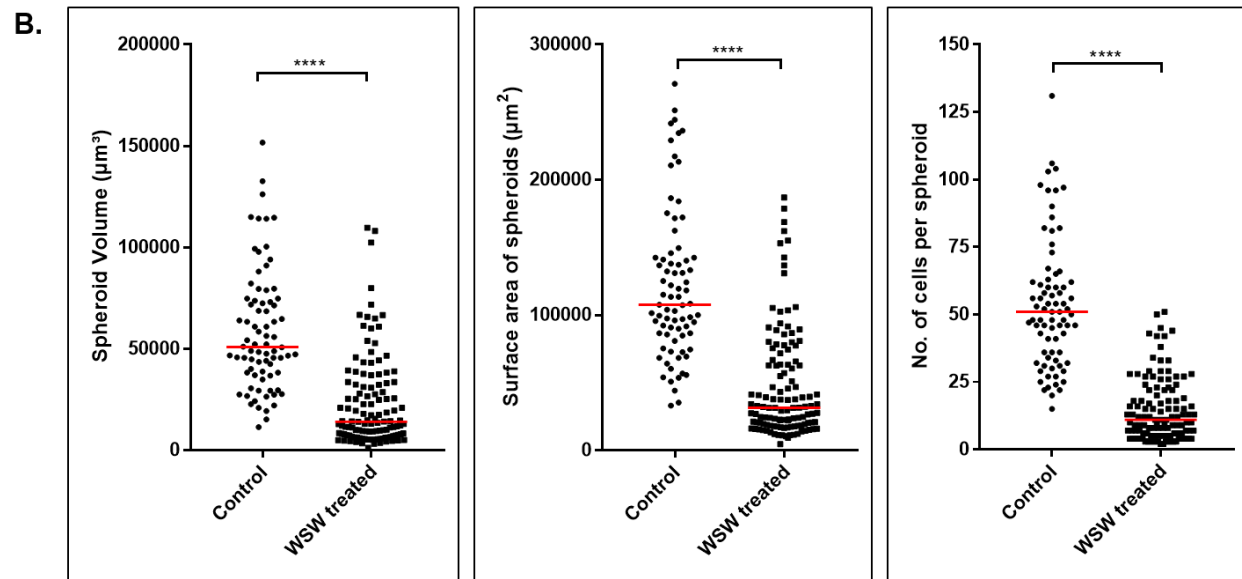 B.
Spheroid Volume (µm³)
200000
150000
100000
50000
0
****
Control
WSW treated
Surface area of spheroids (µm²)
300000
200000
100000
0
****
Control
WSW treated
No. of cells per spheroid
150
125
100
75
50
25
0
****
Control
WSW treated